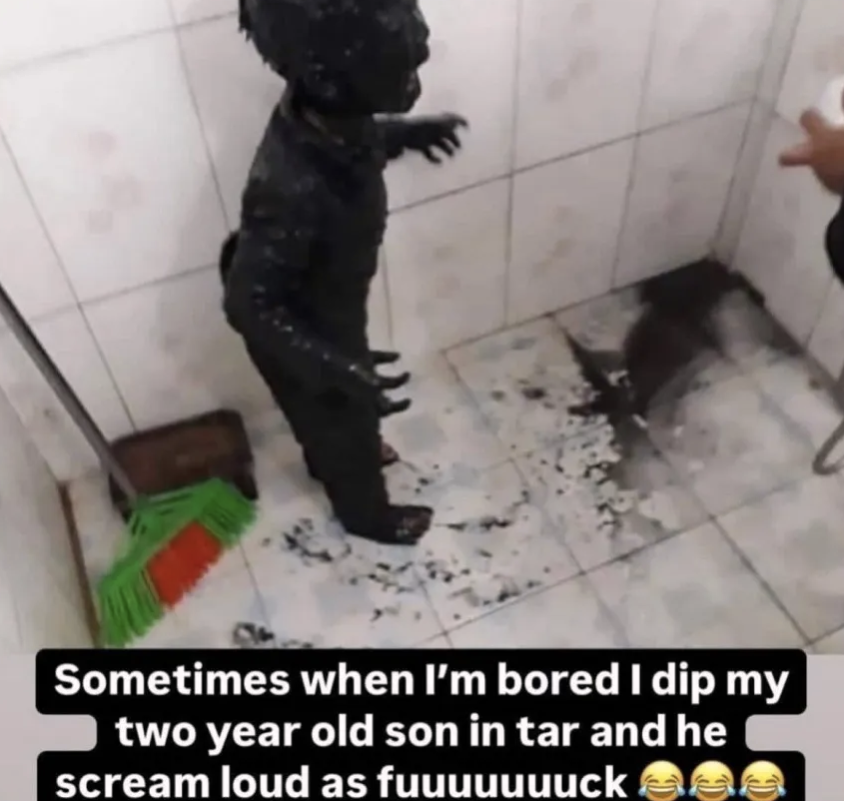 Sometimes when I'm bored I dip my
two year old son in tar and he
scream loud as fuuuuuuuck 😂😂😂